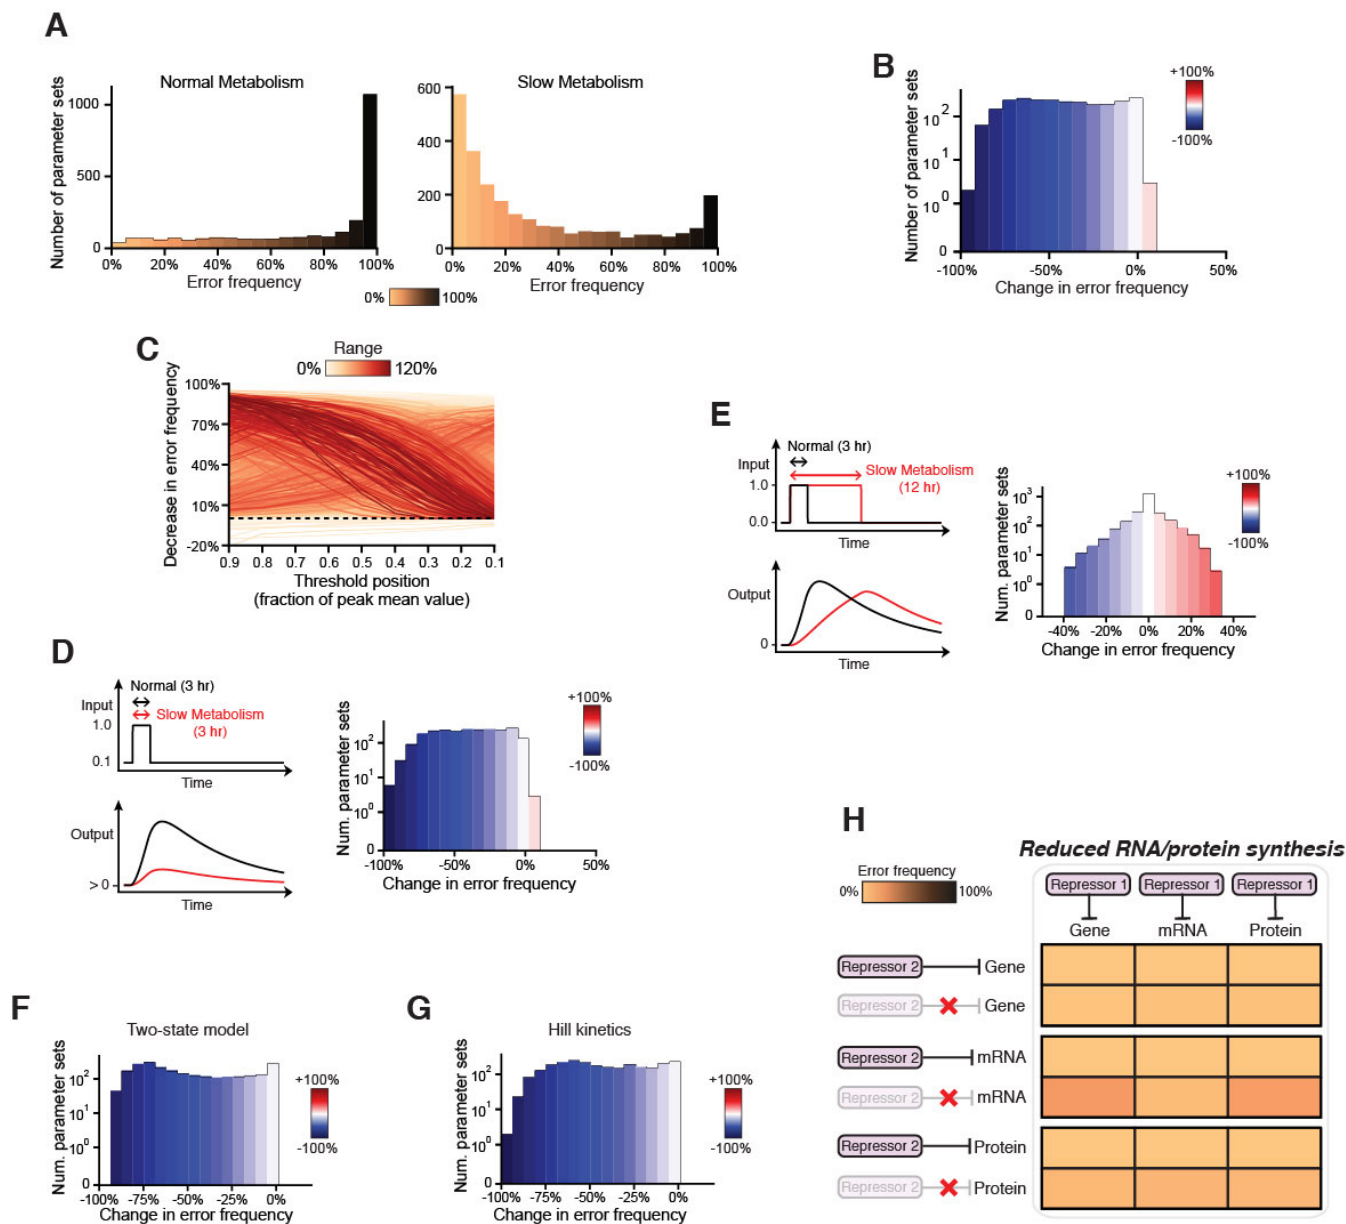 A
Normal Metabolism
Number of parameter sets
1000
500
0
0% 20% 40% 60% 80% 100%
Error frequency
Slow Metabolism
600
400
200
0
0% 20% 40% 60% 80% 100%
Error frequency
0% 100%
B
Number of parameter sets
10^2
10^1
10^0
0
-100% -50% 0% 50%
Change in error frequency
+100%
-100%
C
Range
0% 120%
Decrease in error frequency
100%
70%
40%
10%
-20%
0.9 0.8 0.7 0.6 0.5 0.4 0.3 0.2 0.1
Threshold position
(fraction of peak mean value)
D
Normal (3 hr)
Input
Slow Metabolism
(3 hr)
1.0
0.1
Time
Output
> 0
Time
Num. parameter sets
10^2
10^1
10^0
0
-100% -50% 0% 50%
Change in error frequency
+100%
-100%
E
Normal (3 hr)
Input
Slow Metabolism
(12 hr)
1.0
0.0
Time
Output
0
Time
Num. parameter sets
10^3
10^2
10^1
10^0
0
-40% -20% 0% 20% 40%
Change in error frequency
+100%
-100%
F
Two-state model
Num. parameter sets
10^2
10^1
10^0
0
-100% -75% -50% -25% 0%
Change in error frequency
+100%
-100%
G
Hill kinetics
Num. parameter sets
10^2
10^1
10^0
0
-100% -75% -50% -25% 0%
Change in error frequency
+100%
-100%
H
Error frequency
0% 100%
Reduced RNA/protein synthesis
Repressor 1 Repressor 1 Repressor 1
Gene mRNA Protein
Repressor 2 Gene
Repressor 2 Gene
Repressor 2 mRNA
Repressor 2 mRNA
Repressor 2 Protein
Repressor 2 Protein